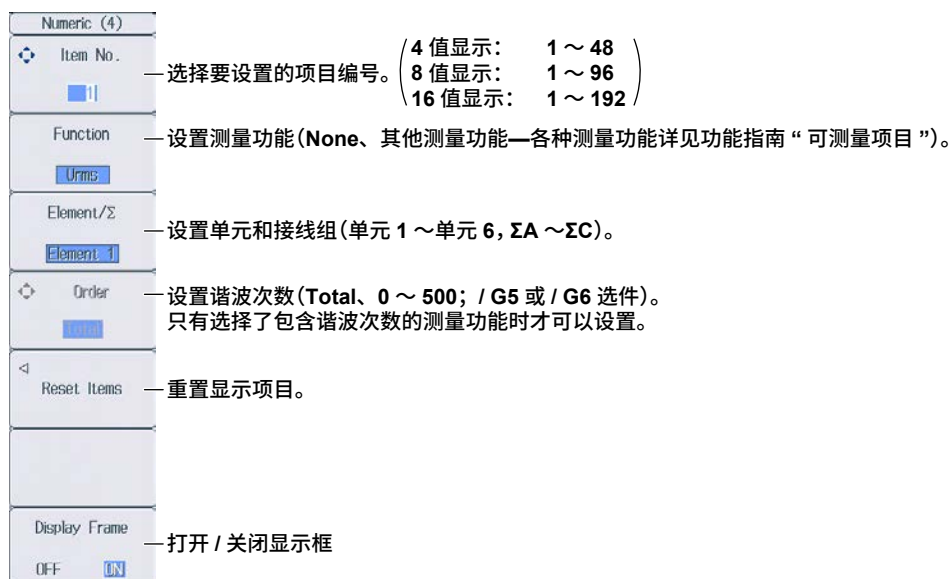 Numeric (4)
Item No.
1
选择要设置的项目编号。
4 值显示： 1 ～ 48
8 值显示： 1 ～ 96
16 值显示： 1 ～ 192
Function
Urms
设置测量功能（None、其他测量功能—各种测量功能详见功能指南 “ 可测量项目 ”）。
Element/Σ
Element 1
设置单元和接线组（单元 1 ～单元 6，ΣA ～ΣC）。
Order
Total
设置谐波次数（Total、0 ～ 500；/ G5 或 / G6 选件）。
只有选择了包含谐波次数的测量功能时才可以设置。
Reset Items
重置显示项目。
Display Frame
OFF ON
打开 / 关闭显示框